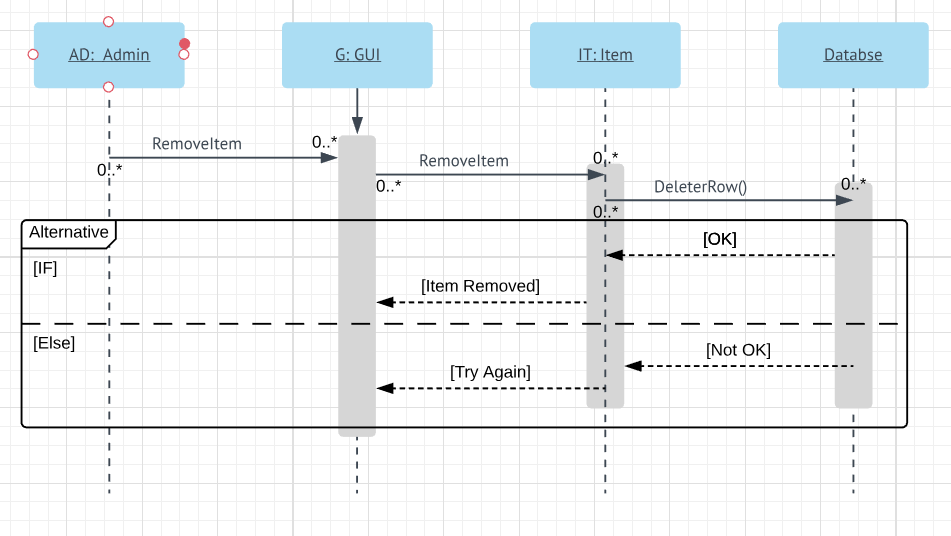 AD:  Admin
G: GUI
IT: Item
Databse
RemoveItem
0..*
0..*
RemoveItem
0..*
0..*
DeleterRow()
0..*
0..*
Alternative
[IF]
[OK]
[Item Removed]
[Else]
[Not OK]
[Try Again]